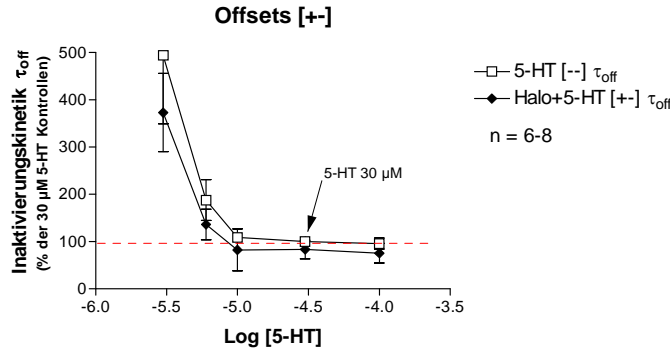 Offsets [+-]
Inaktivierungskinetik τoff
(% der 30 µM 5-HT Kontrollen)
500
400
300
200
100
0
5-HT 30 µM
-6.0 -5.5 -5.0 -4.5 -4.0 -3.5
Log [5-HT]
5-HT [--] τoff
Halo+5-HT [+-] τoff
n = 6-8